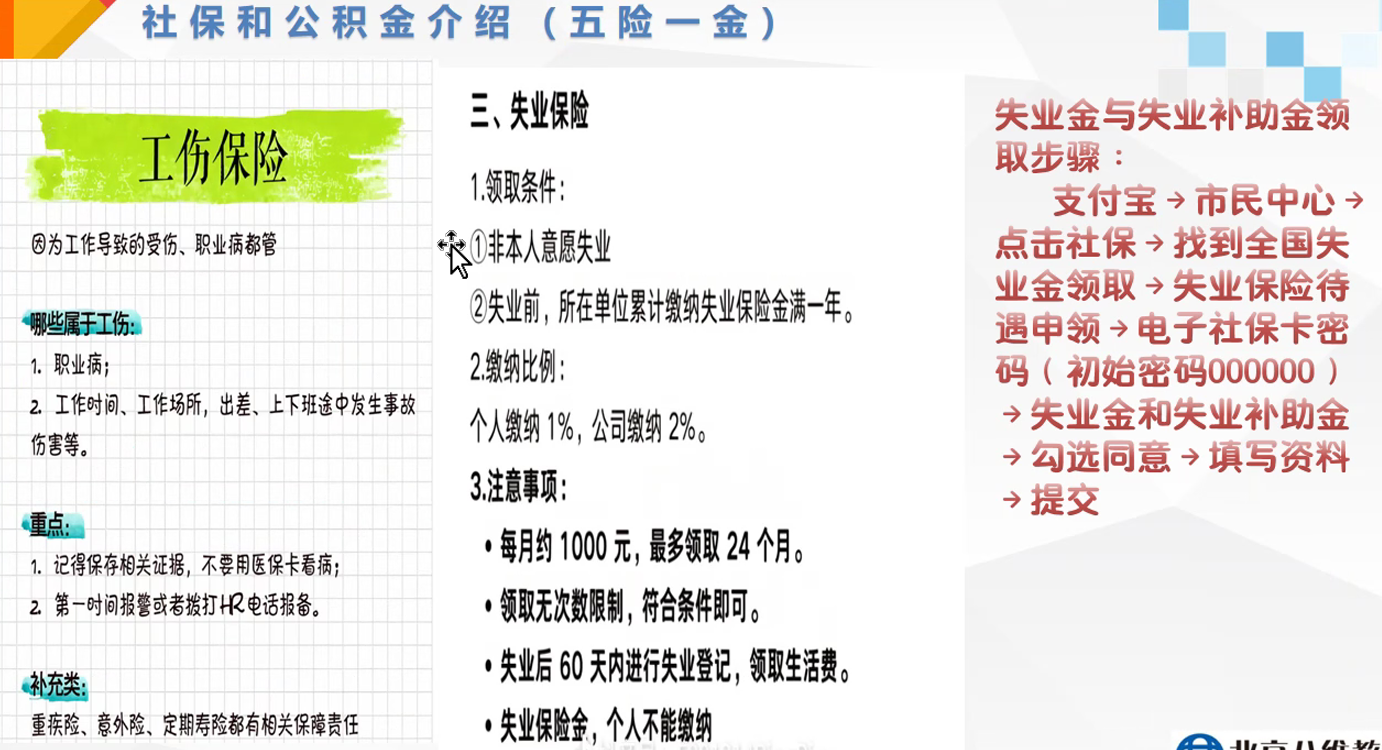 社保和公积金介绍（五险一金）
工伤保险
因为工作导致的受伤、职业病都管
哪些属于工伤:
1. 职业病;
2. 工作时间、工作场所，出差、上下班途中发生事故
伤害等。
重点:
1. 记得保存相关证据，不要用医保卡看病;
2. 第一时间报警或者拨打HR电话报备。
补充类:
重疾险、意外险、定期寿险都有相关保障责任
三、失业保险
1.领取条件:
①非本人意愿失业
②失业前，所在单位累计缴纳失业保险金满一年。
2.缴纳比例:
个人缴纳 1%，公司缴纳 2%。
3.注意事项:
• 每月约 1000 元，最多领取 24 个月。
• 领取无次数限制，符合条件即可。
• 失业后 60 天内进行失业登记，领取生活费。
• 失业保险金，个人不能缴纳
失业金与失业补助金领
取步骤：
支付宝→市民中心→
点击社保→找到全国失
业金领取→失业保险待
遇申领→电子社保卡密
码（初始密码000000）
→失业金和失业补助金
→勾选同意→填写资料
→提交